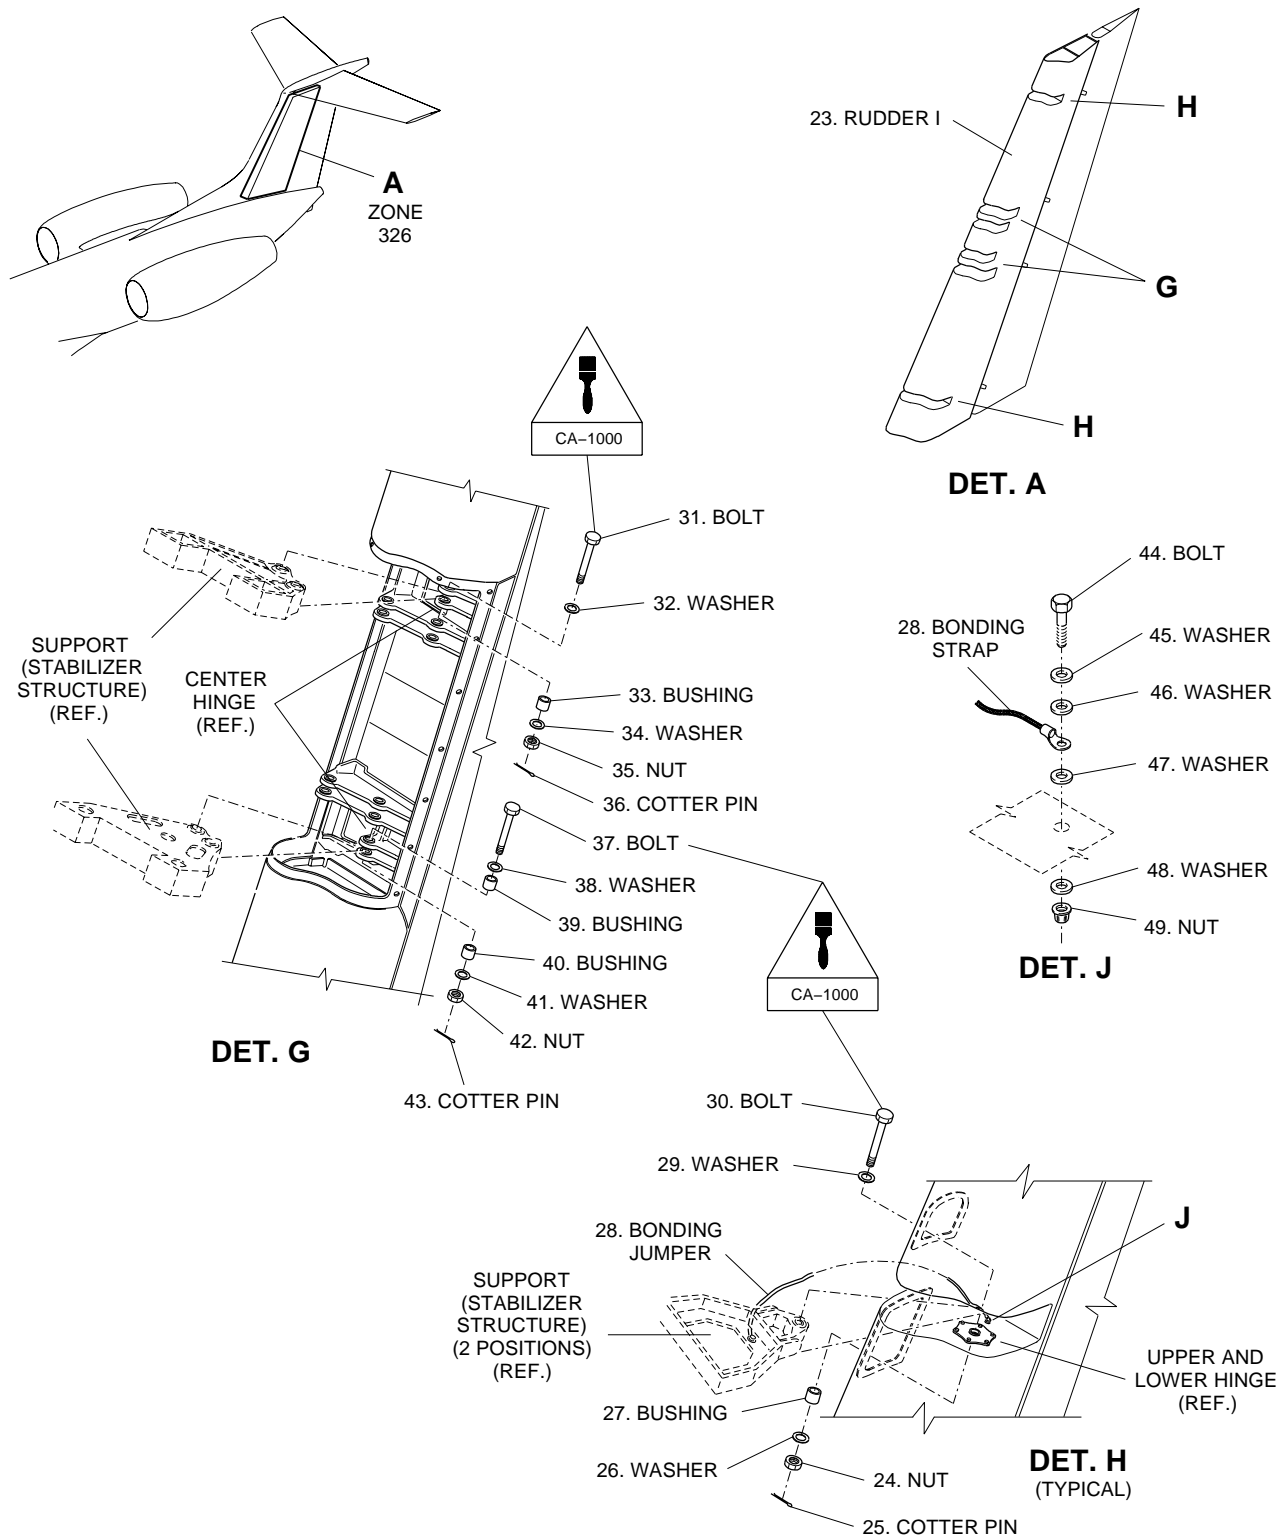 A
ZONE
326
23. RUDDER I
H
G
H
DET. A
CA–1000
31. BOLT
32. WASHER
SUPPORT
(STABILIZER
STRUCTURE)
(REF.)
CENTER
HINGE
(REF.)
33. BUSHING
34. WASHER
35. NUT
36. COTTER PIN
37. BOLT
38. WASHER
39. BUSHING
40. BUSHING
41. WASHER
42. NUT
43. COTTER PIN
DET. G
44. BOLT
28. BONDING
STRAP
45. WASHER
46. WASHER
47. WASHER
48. WASHER
49. NUT
DET. J
CA–1000
30. BOLT
29. WASHER
28. BONDING
JUMPER
J
SUPPORT
(STABILIZER
STRUCTURE)
(2 POSITIONS)
(REF.)
UPPER AND
LOWER HINGE
(REF.)
27. BUSHING
26. WASHER
24. NUT
25. COTTER PIN
DET. H
(TYPICAL)